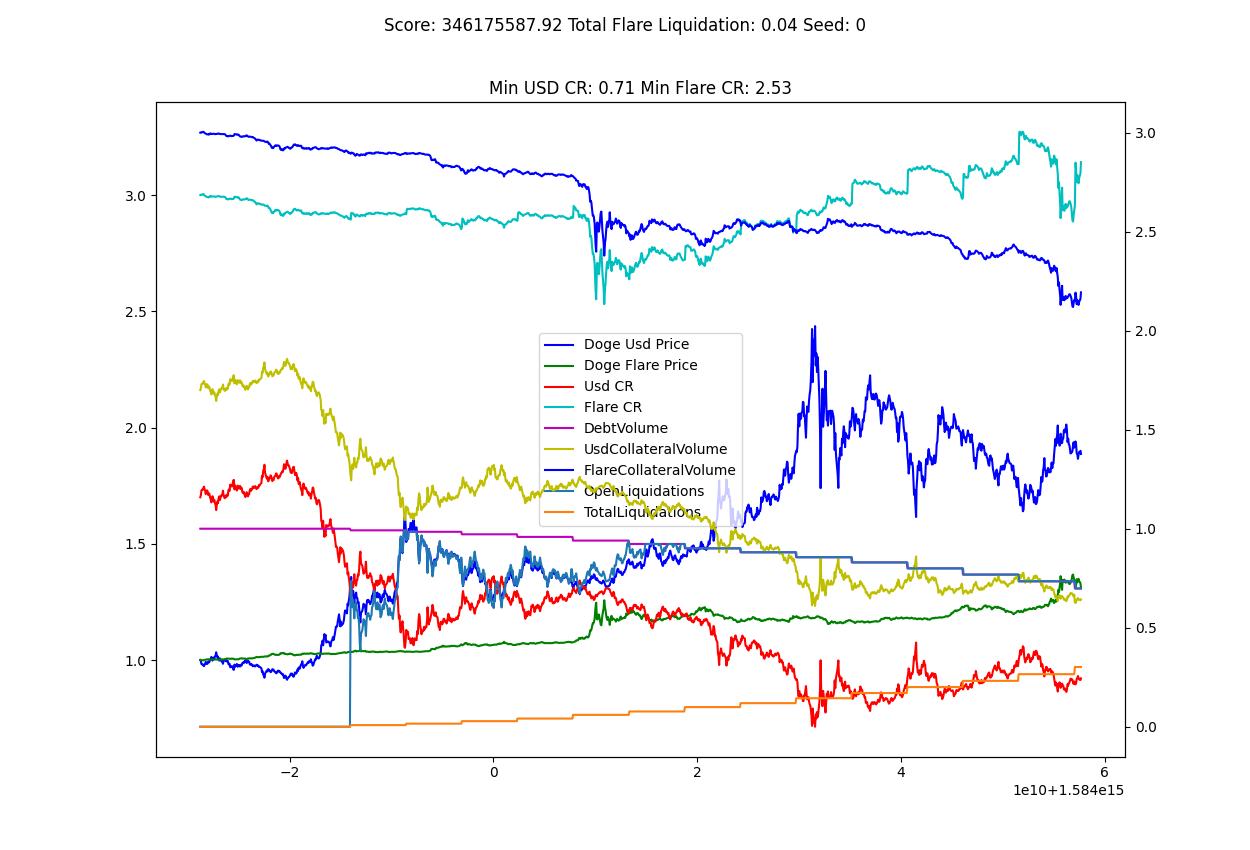 Score: 346175587.92 Total Flare Liquidation: 0.04 Seed: 0
Min USD CR: 0.71 Min Flare CR: 2.53
3.0
2.5
2.0
1.5
1.0
Doge Usd Price
Doge Flare Price
Usd CR
Flare CR
DebtVolume
UsdCollateralVolume
FlareCollateralVolume
OpenLiquidations
TotalLiquidations
3.0
2.5
2.0
1.5
1.0
0.5
0.0
−2 0 2 4 6
1e10+1.584e15